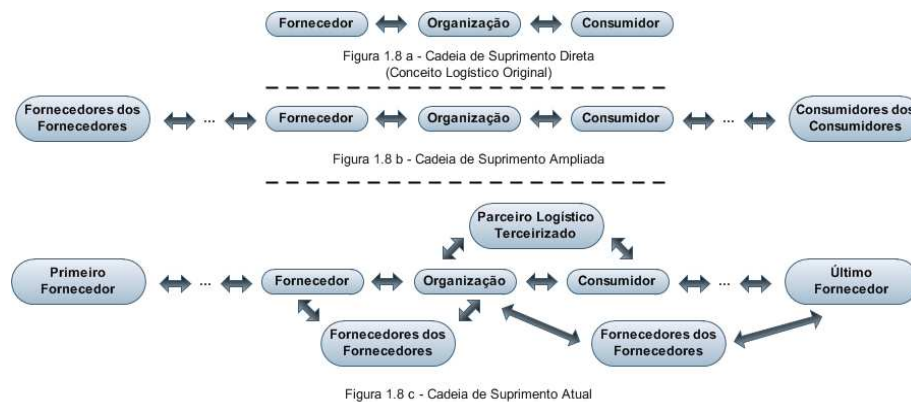 Fornecedor Organização Consumidor
Figura 1.8 a - Cadeia de Suprimento Direta
(Conceito Logístico Original)
Fornecedores dos
Fornecedores
...
Fornecedor Organização Consumidor
...
Consumidores dos
Consumidores
Figura 1.8 b - Cadeia de Suprimento Ampliada
Parceiro Logístico
Terceirizado
Primeiro
Fornecedor
...
Fornecedor Organização Consumidor
...
Último
Fornecedor
Fornecedores dos
Fornecedores
Fornecedores dos
Fornecedores
Figura 1.8 c - Cadeia de Suprimento Atual